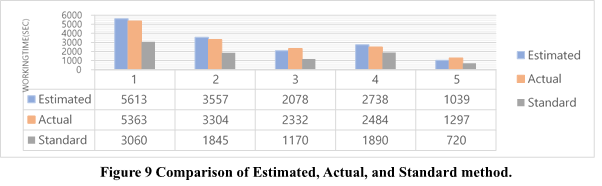 WORKINGTIME(SEC)
6000
5000
4000
3000
2000
1000
0
1 2 3 4 5
Estimated 5613 3557 2078 2738 1039
Actual 5363 3304 2332 2484 1297
Standard 3060 1845 1170 1890 720
Estimated
Actual
Standard
Figure 9 Comparison of Estimated, Actual, and Standard method.